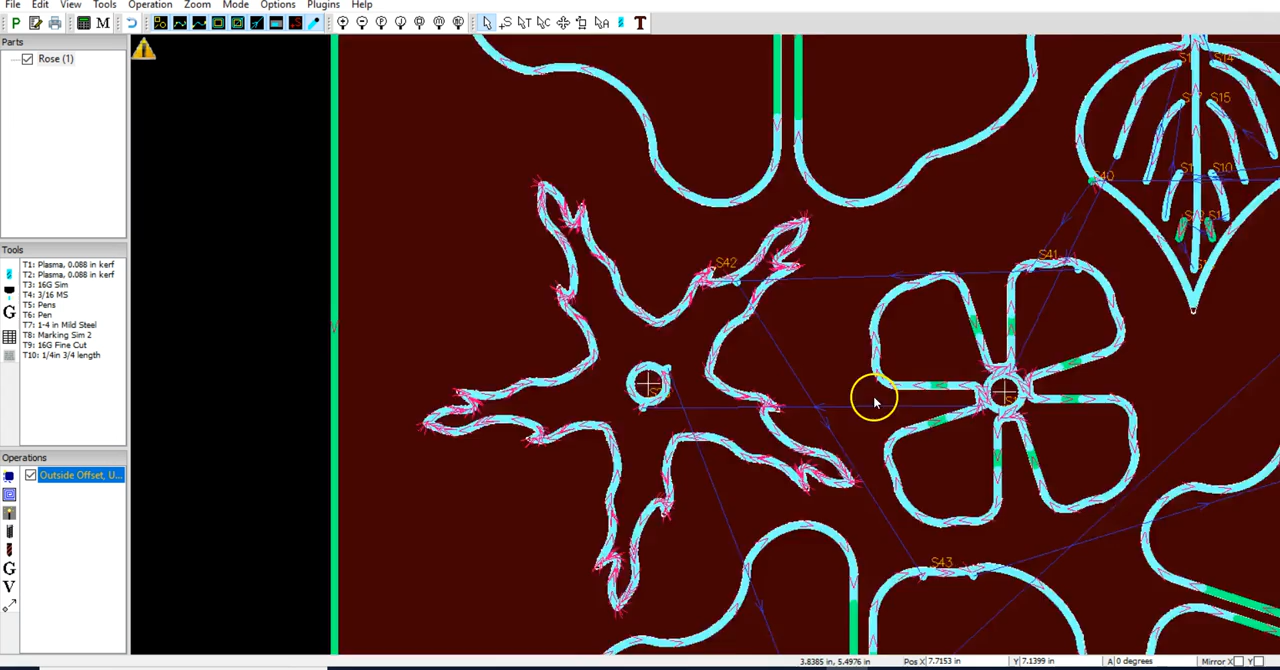 File Edit View Tools Operation Zoom Mode Options Plugins Help
P M
Parts
Rose (1)
Tools
T1: Plasma, 0.088 in kerf
T2: Plasma, 0.088 in kerf
T3: 16G Sim
T4: 3/16 MS
T5: Pens
T6: Pen
T7: 1-4 in Mild Steel
T8: Marking Sim 2
T9: 16G Fine Cut
T10: 1/4in 3/4 length
G
Operations
Outside Offset, U...
G
V
S14
S15
S10
S40
S41
S42
S43
3.8385 in, 5.4976 in Pos X 7.7153 in Y 7.1399 in A 0 degrees Mirror X Y